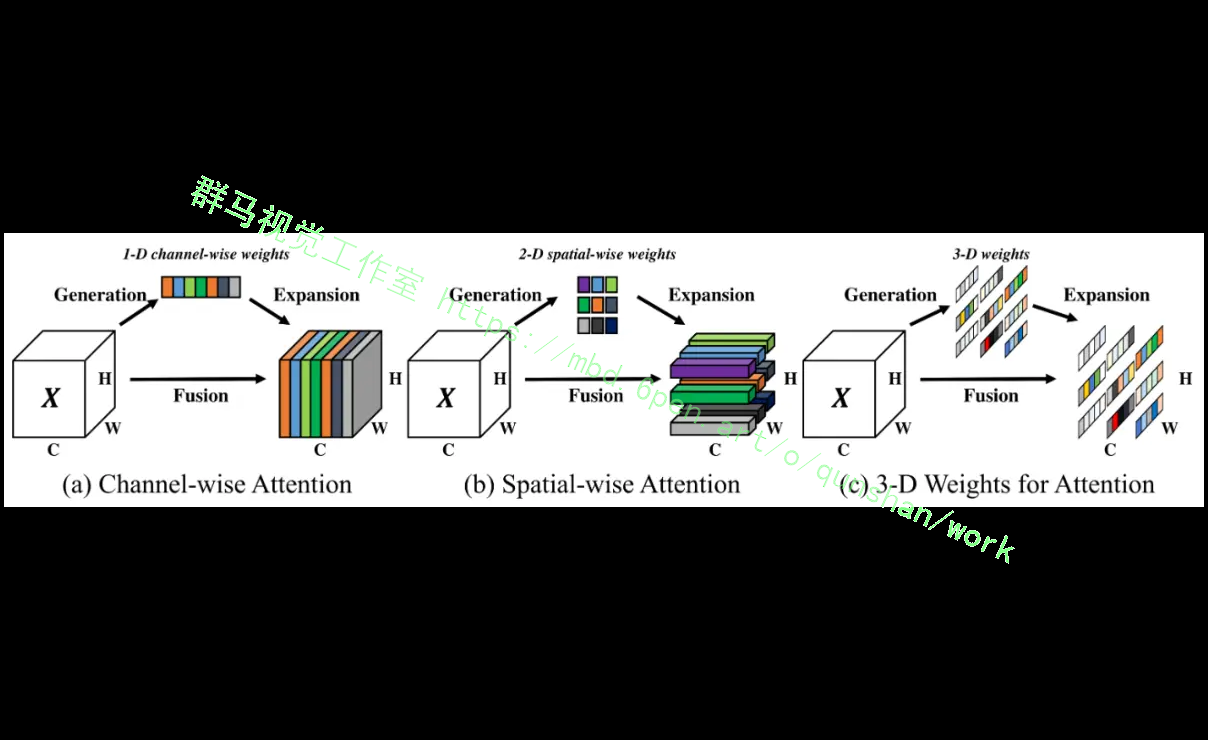 群马视觉工作室 https://mbd.6pen.art/o/qunshan/work
1-D channel-wise weights
Generation
Expansion
X
H
W
C
Fusion
H
W
C
(a) Channel-wise Attention
2-D spatial-wise weights
Generation
Expansion
X
H
W
C
Fusion
H
W
C
(b) Spatial-wise Attention
3-D weights
Generation
Expansion
X
H
W
C
Fusion
H
W
C
(c) 3-D Weights for Attention